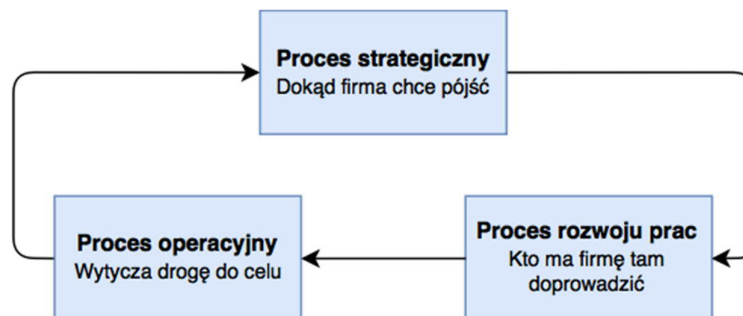 Proces strategiczny
Dokąd firma chce pójść
Proces operacyjny
Wytycza drogę do celu
Proces rozwoju prac
Kto ma firmę tam
doprowadzić